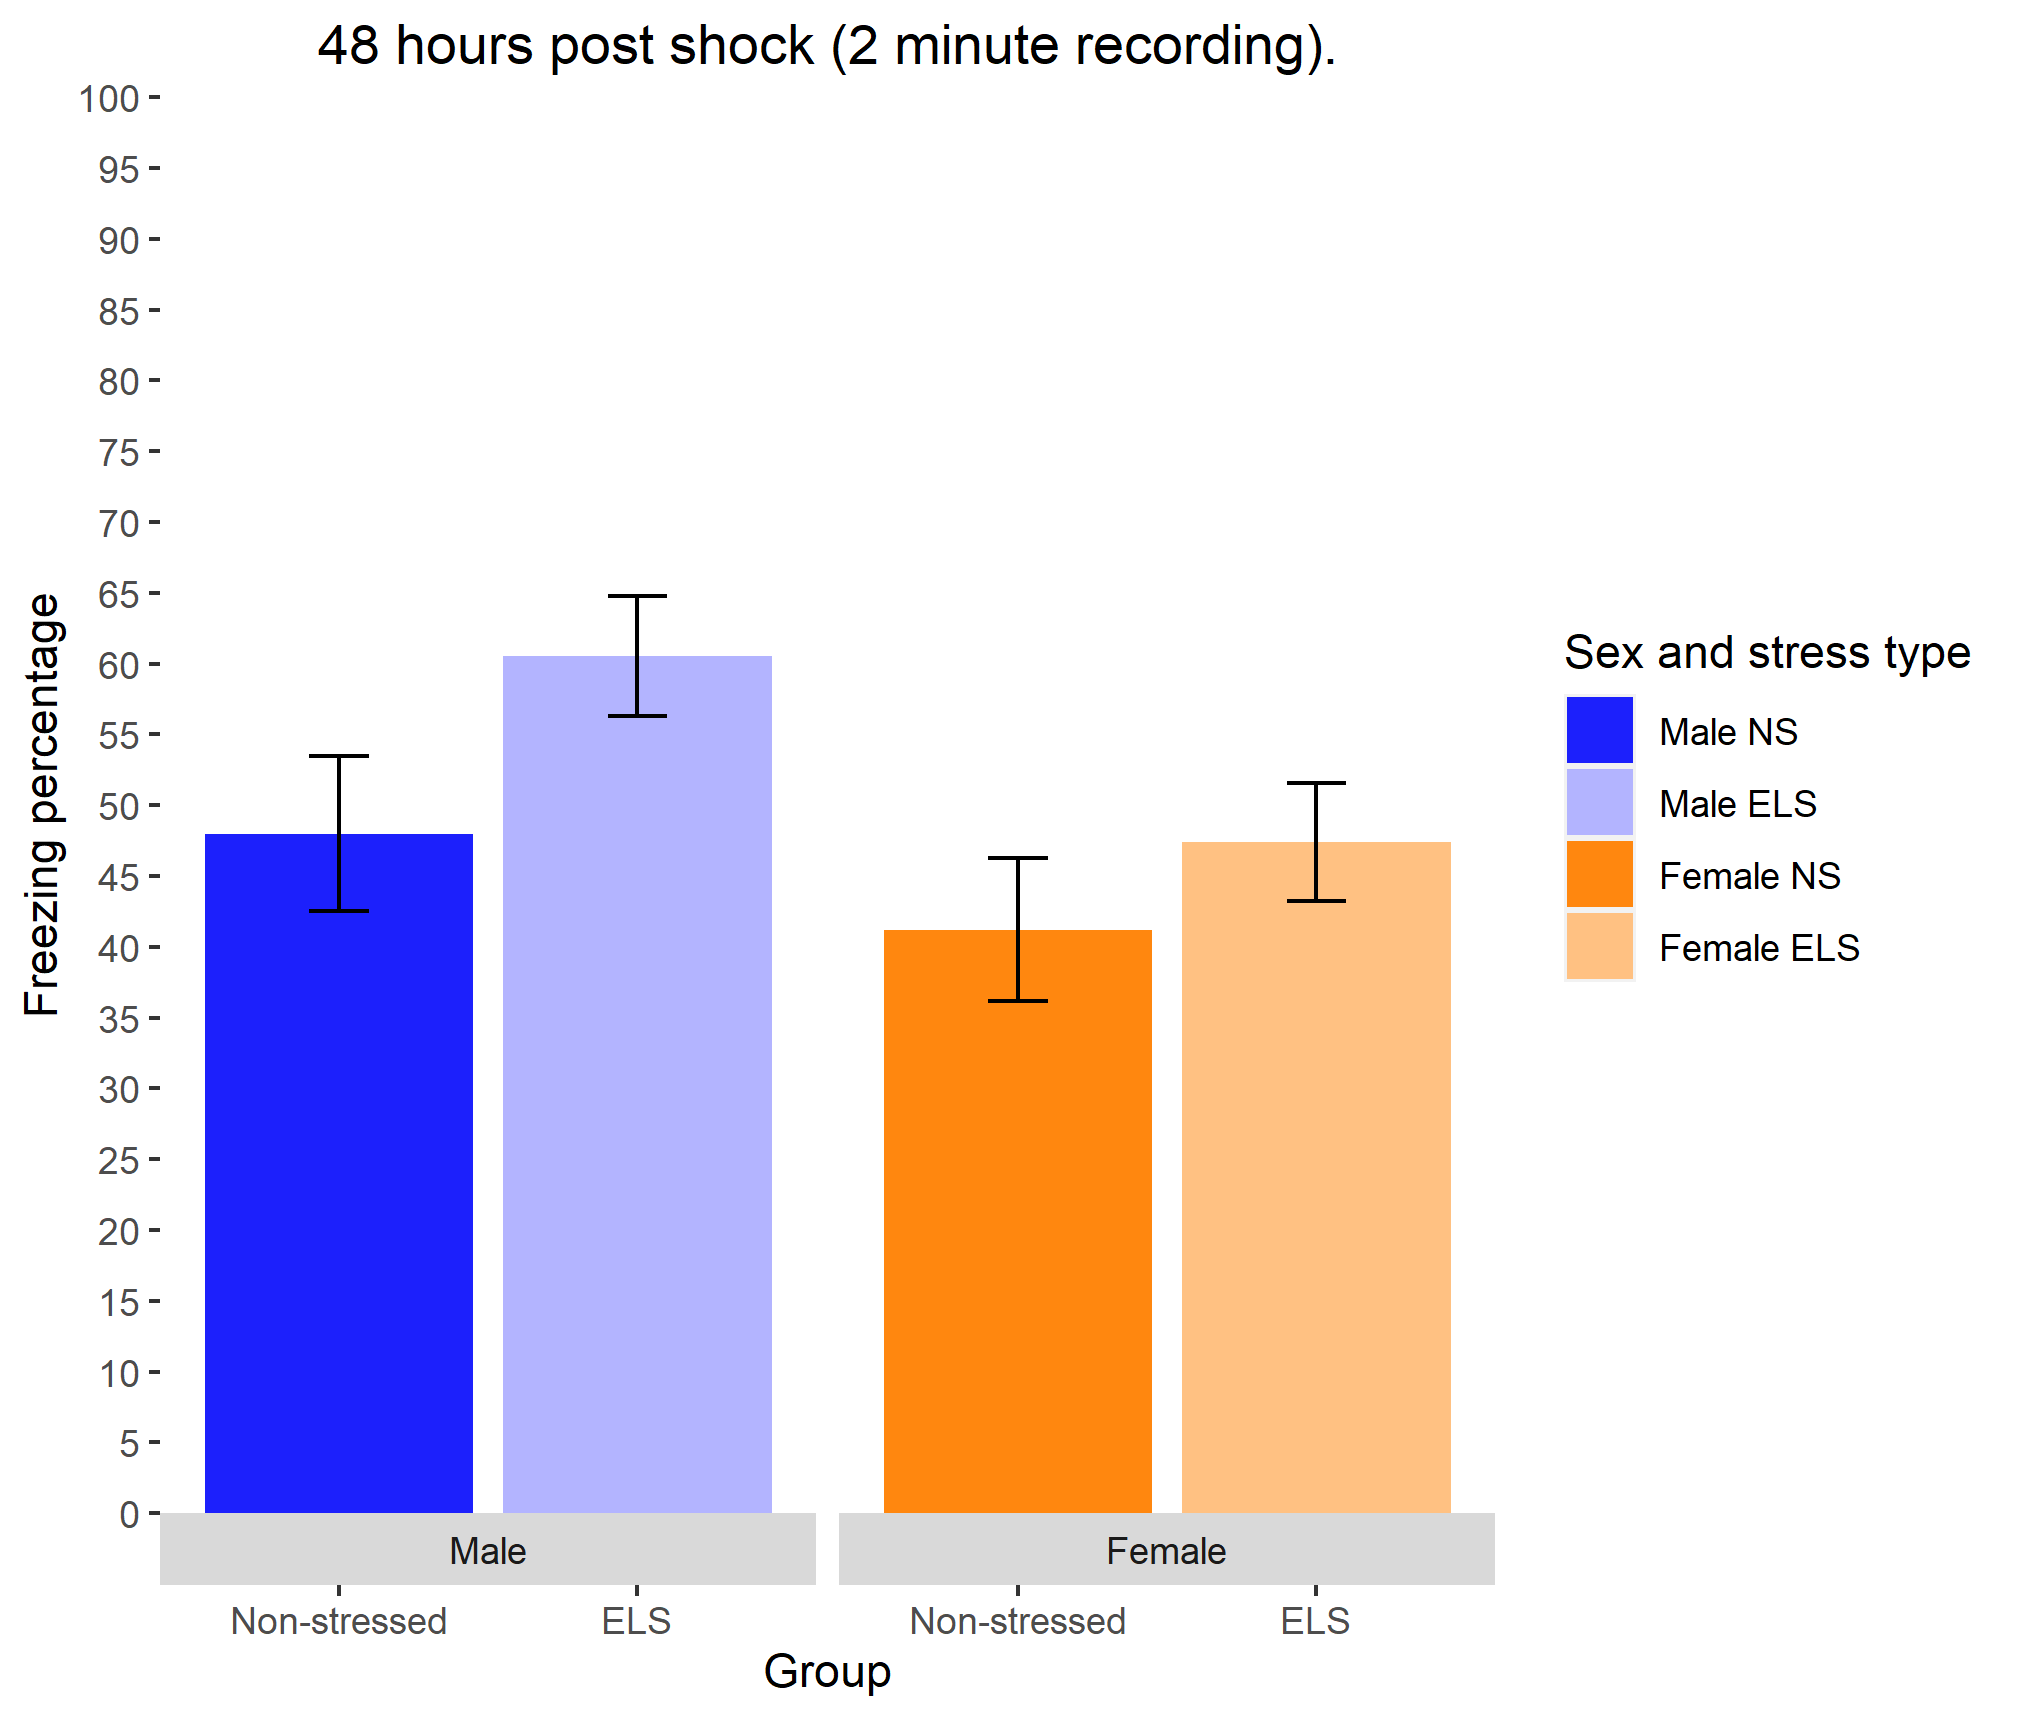 48 hours post shock (2 minute recording).
100
95
90
85
80
75
70
65
60
55
50
45
40
35
30
25
20
15
10
5
0
Freezing percentage
Male
Female
Non-stressed
ELS
Non-stressed
ELS
Group
Sex and stress type
Male NS
Male ELS
Female NS
Female ELS